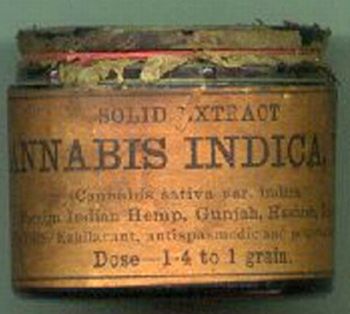 SOLID EXTRACT
ANNABIS INDICA,
(Cannabis sativa var. indica
Indian Hemp, Gunjah,
Exhilarant, antispasmodic and
Dose—1-4 to 1 grain.